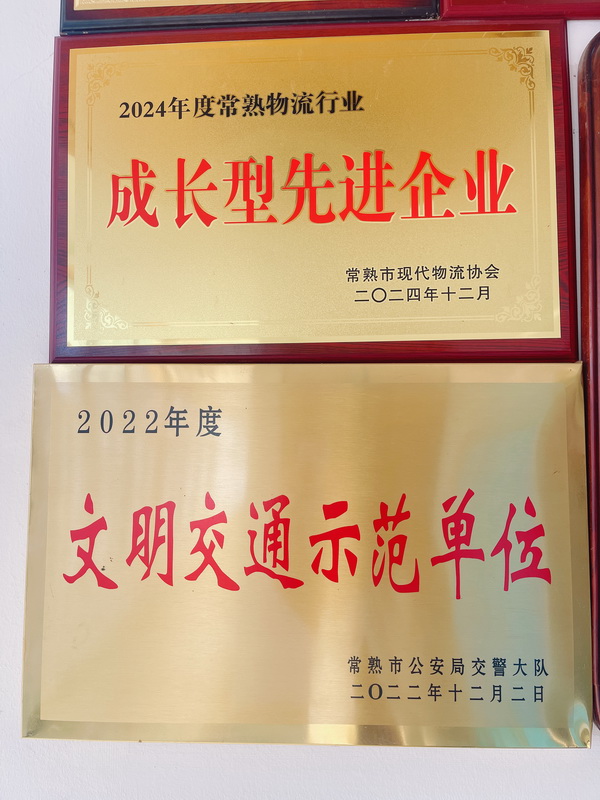 2024年度常熟物流行业
成长型先进企业
常熟市现代物流协会
二〇二四年十二月
2022年度
文明交通示范单位
常熟市公安局交警大队
二〇二二年十二月二日